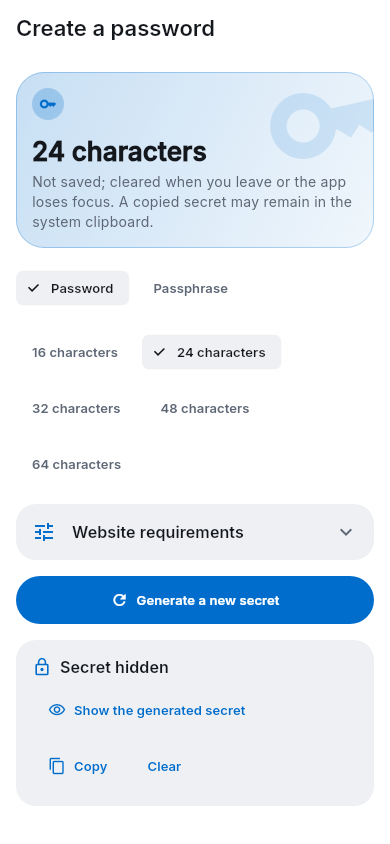 Create a password
24 characters
Not saved; cleared when you leave or the app
loses focus. A copied secret may remain in the
system clipboard.
Password
Passphrase
16 characters
24 characters
32 characters
48 characters
64 characters
Website requirements
Generate a new secret
Secret hidden
Show the generated secret
Copy
Clear